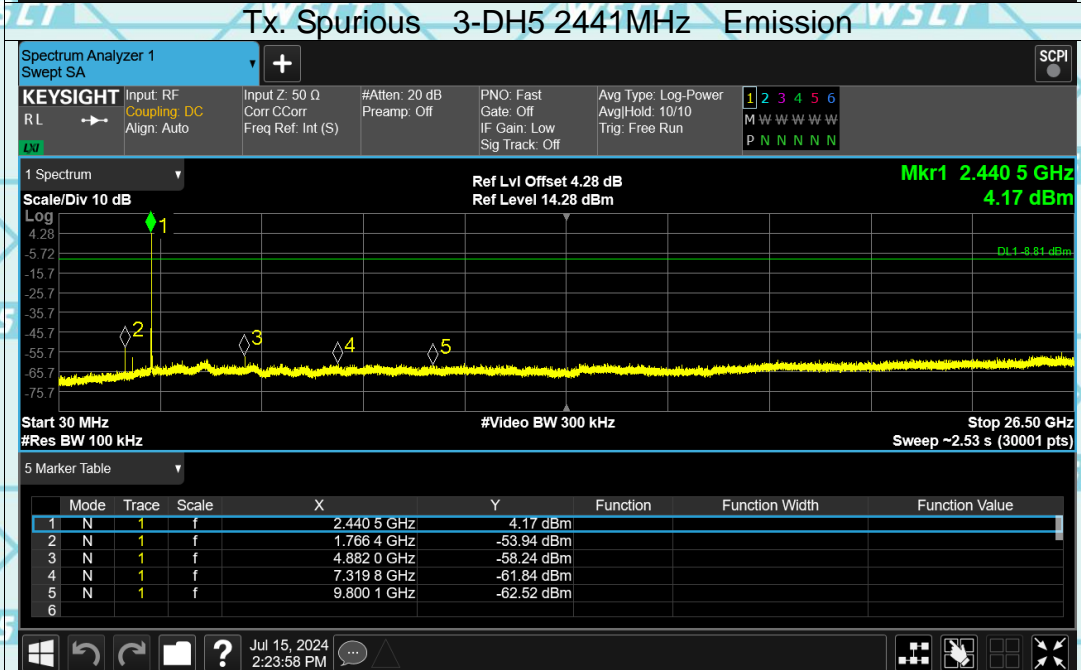 Tx. Spurious 3-DH5 2441MHz Emission
Spectrum Analyzer 1
Swept SA
+
SCPI
KEYSIGHT
RL
LXI
Input: RF
Coupling: DC
Align: Auto
Input Z: 50 Ω
Corr CCorr
Freq Ref: Int (S)
#Atten: 20 dB
Preamp: Off
PNO: Fast
Gate: Off
IF Gain: Low
Sig Track: Off
Avg Type: Log-Power
Avg|Hold: 10/10
Trig: Free Run
1 2 3 4 5 6
M W W W W W
P N N N N N
1 Spectrum
Scale/Div 10 dB
Ref Lvl Offset 4.28 dB
Ref Level 14.28 dBm
Mkr1 2.440 5 GHz
4.17 dBm
Log
4.28
-5.72
-15.7
-25.7
-35.7
-45.7
-55.7
-65.7
-75.7
1
2
3
4
5
DL1 -8.81 dBm
Start 30 MHz
#Res BW 100 kHz
#Video BW 300 kHz
Stop 26.50 GHz
Sweep ~2.53 s (30001 pts)
5 Marker Table
Mode Trace Scale X Y Function Function Width Function Value
1 N 1 f 2.440 5 GHz 4.17 dBm
2 N 1 f 1.766 4 GHz -53.94 dBm
3 N 1 f 4.882 0 GHz -58.24 dBm
4 N 1 f 7.319 8 GHz -61.84 dBm
5 N 1 f 9.800 1 GHz -62.52 dBm
6
?
Jul 15, 2024
2:23:58 PM
WSCT